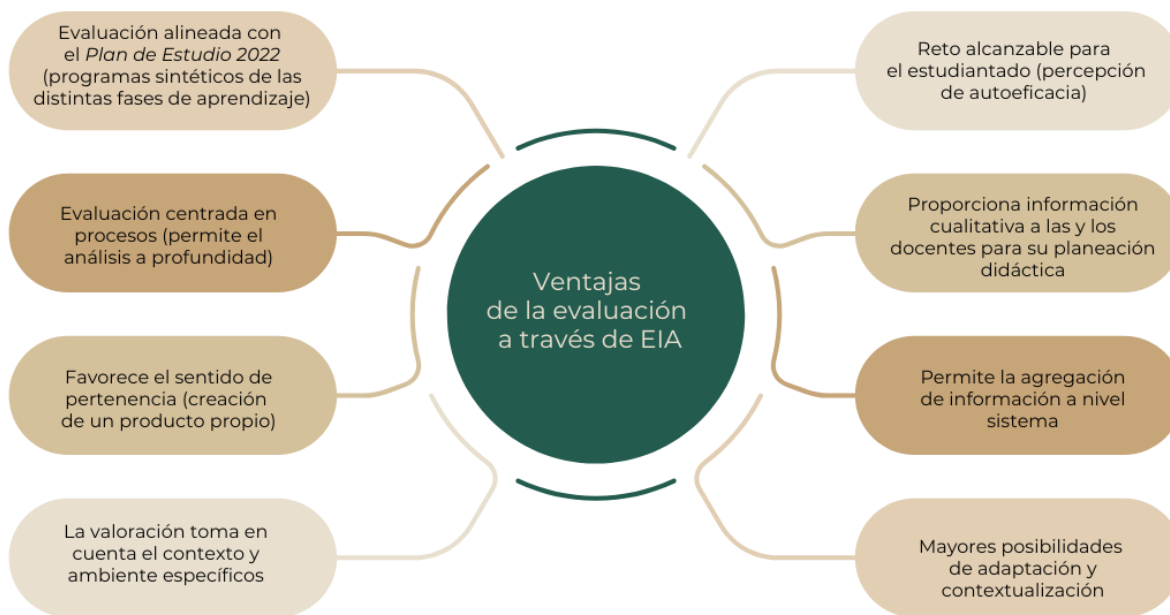 Evaluación alineada con
el Plan de Estudio 2022
(programas sintéticos de las
distintas fases de aprendizaje)
Evaluación centrada en
procesos (permite el
análisis a profundidad)
Favorece el sentido de
pertenencia (creación
de un producto propio)
La valoración toma en
cuenta el contexto y
ambiente específicos
Ventajas
de la evaluación
a través de EIA
Reto alcanzable para
el estudiantado (percepción
de autoeficacia)
Proporciona información
cualitativa a las y los
docentes para su planeación
didáctica
Permite la agregación
de información a nivel
sistema
Mayores posibilidades
de adaptación y
contextualización